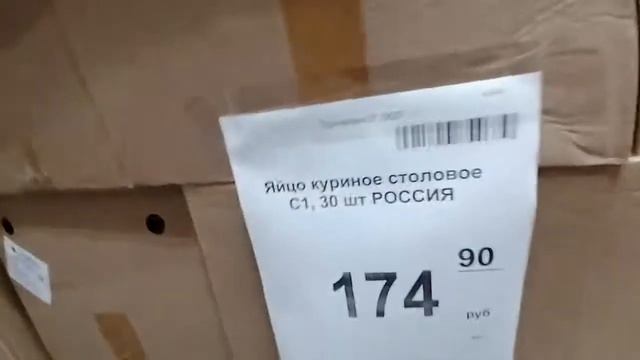 Яйцо куриное столовое
С1, 30 шт РОССИЯ
174 90
руб